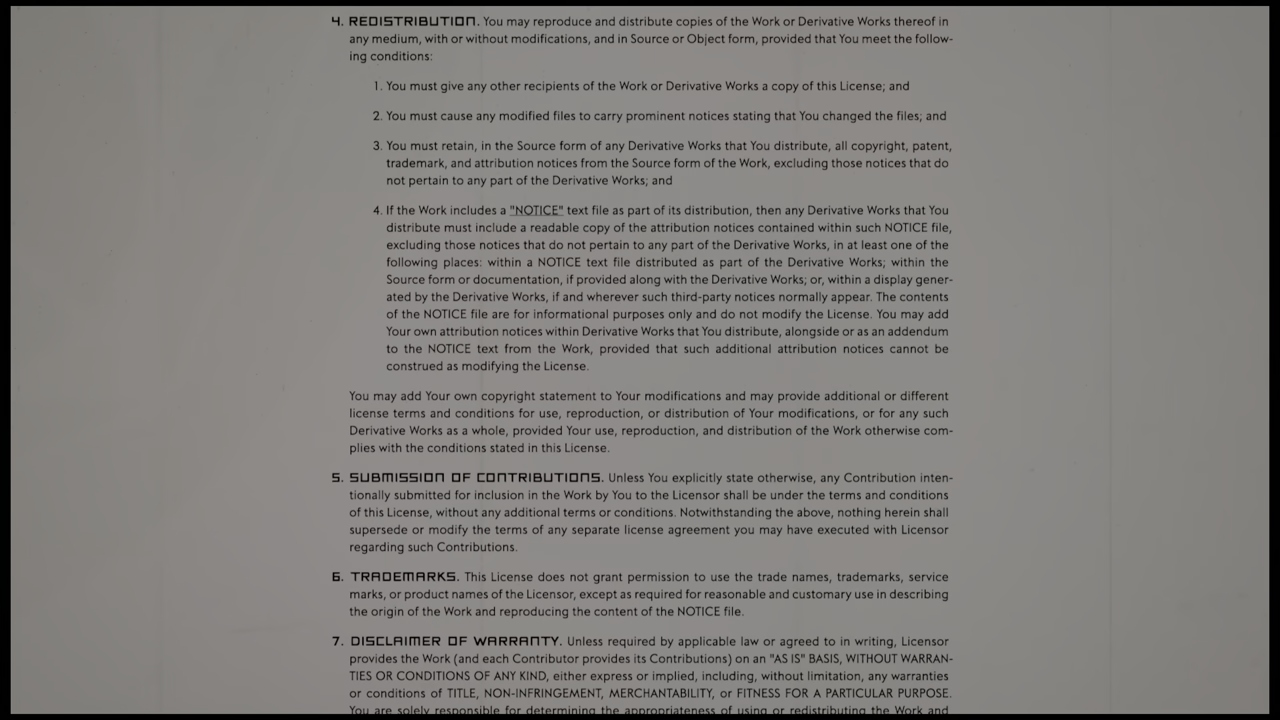 4. REDISTRIBUTION. You may reproduce and distribute copies of the Work or Derivative Works thereof in
any medium, with or without modifications, and in Source or Object form, provided that You meet the follow-
ing conditions:
1. You must give any other recipients of the Work or Derivative Works a copy of this License; and
2. You must cause any modified files to carry prominent notices stating that You changed the files; and
3. You must retain, in the Source form of any Derivative Works that You distribute, all copyright, patent,
trademark, and attribution notices from the Source form of the Work, excluding those notices that do
not pertain to any part of the Derivative Works; and
4. If the Work includes a "NOTICE" text file as part of its distribution, then any Derivative Works that You
distribute must include a readable copy of the attribution notices contained within such NOTICE file,
excluding those notices that do not pertain to any part of the Derivative Works, in at least one of the
following places: within a NOTICE text file distributed as part of the Derivative Works; within the
Source form or documentation, if provided along with the Derivative Works; or, within a display gener-
ated by the Derivative Works, if and wherever such third-party notices normally appear. The contents
of the NOTICE file are for informational purposes only and do not modify the License. You may add
Your own attribution notices within Derivative Works that You distribute, alongside or as an addendum
to the NOTICE text from the Work, provided that such additional attribution notices cannot be
construed as modifying the License.
You may add Your own copyright statement to Your modifications and may provide additional or different
license terms and conditions for use, reproduction, or distribution of Your modifications, or for any such
Derivative Works as a whole, provided Your use, reproduction, and distribution of the Work otherwise com-
plies with the conditions stated in this License.
5. SUBMISSION OF CONTRIBUTIONS. Unless You explicitly state otherwise, any Contribution inten-
tionally submitted for inclusion in the Work by You to the Licensor shall be under the terms and conditions
of this License, without any additional terms or conditions. Notwithstanding the above, nothing herein shall
supersede or modify the terms of any separate license agreement you may have executed with Licensor
regarding such Contributions.
6. TRADEMARKS. This License does not grant permission to use the trade names, trademarks, service
marks, or product names of the Licensor, except as required for reasonable and customary use in describing
the origin of the Work and reproducing the content of the NOTICE file.
7. DISCLAIMER OF WARRANTY. Unless required by applicable law or agreed to in writing, Licensor
provides the Work (and each Contributor provides its Contributions) on an "AS IS" BASIS, WITHOUT WARRAN-
TIES OR CONDITIONS OF ANY KIND, either express or implied, including, without limitation, any warranties
or conditions of TITLE, NON-INFRINGEMENT, MERCHANTABILITY, or FITNESS FOR A PARTICULAR PURPOSE.
You are solely responsible for determining the appropriateness of using or redistributing the Work and